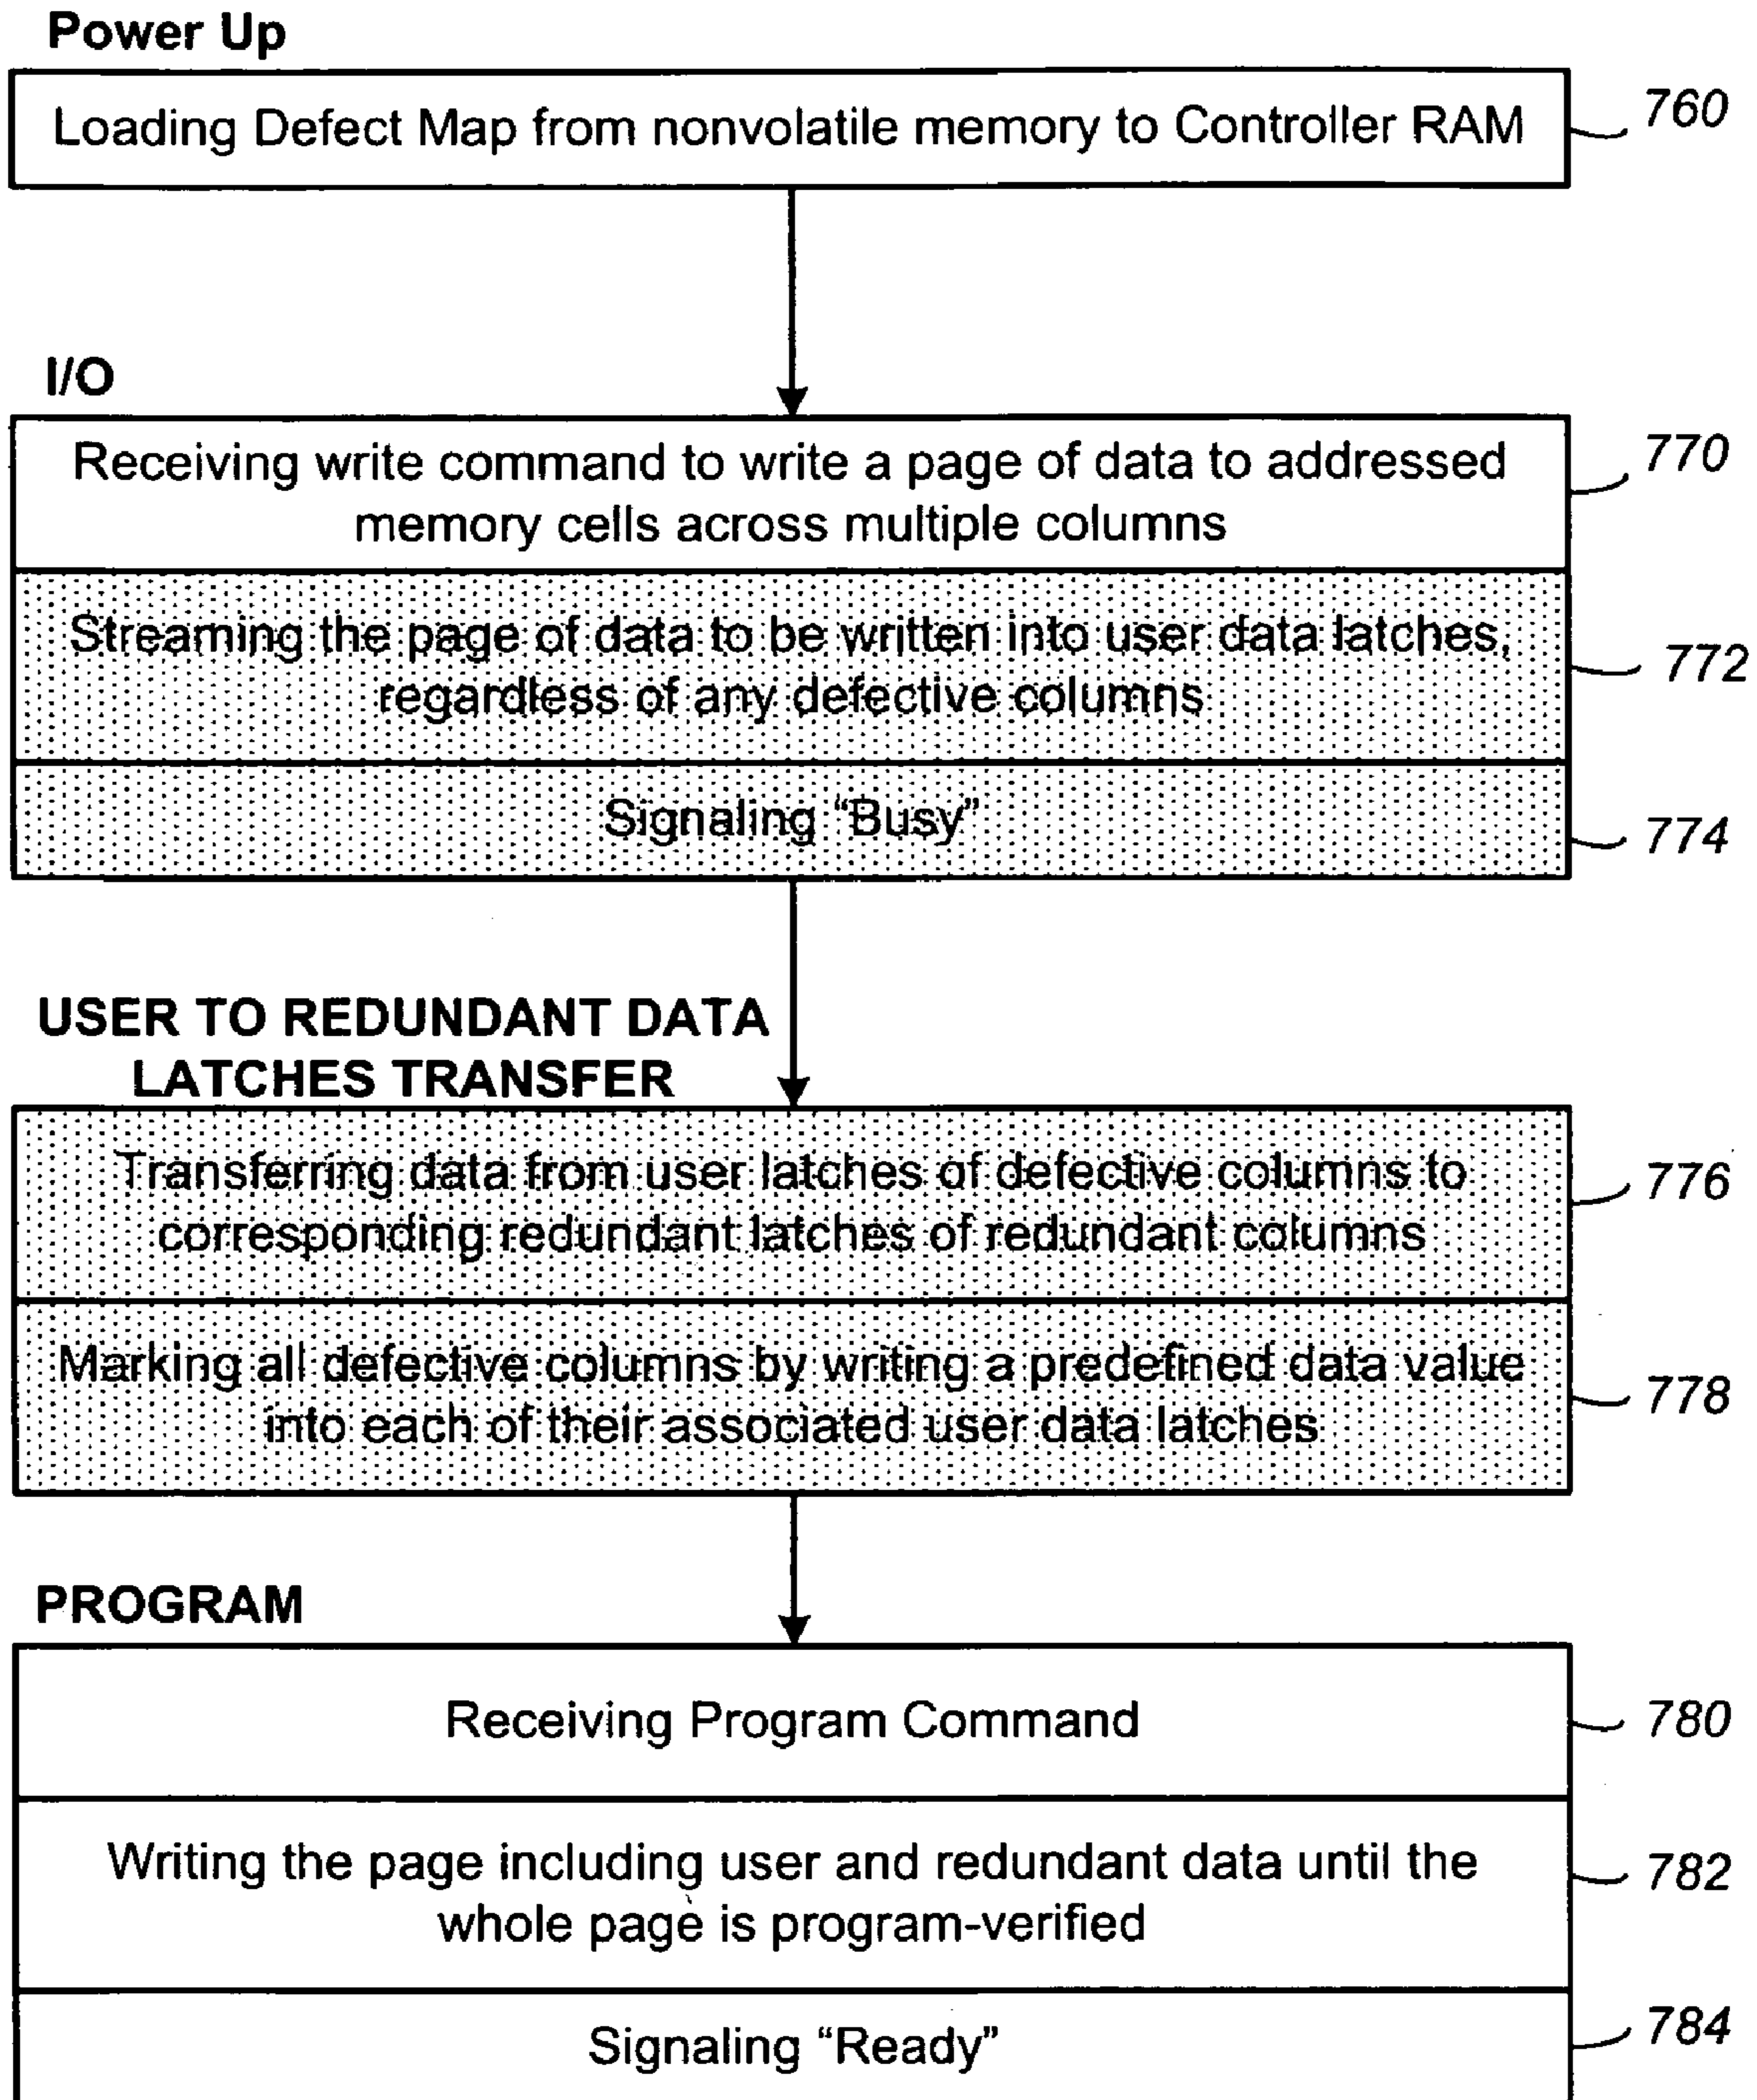 Power Up
Loading Defect Map from nonvolatile memory to Controller RAM
760
I/O
Receiving write command to write a page of data to addressed
memory cells across multiple columns
770
Streaming the page of data to be written into user data latches,
regardless of any defective columns
772
Signaling “Busy”
774
USER TO REDUNDANT DATA
LATCHES TRANSFER
Transferring data from user latches of defective columns to
corresponding redundant latches of redundant columns
776
Marking all defective columns by writing a predefined data value
into each of their associated user data latches
778
PROGRAM
Receiving Program Command
780
Writing the page including user and redundant data until the
whole page is program-verified
782
Signaling “Ready”
784